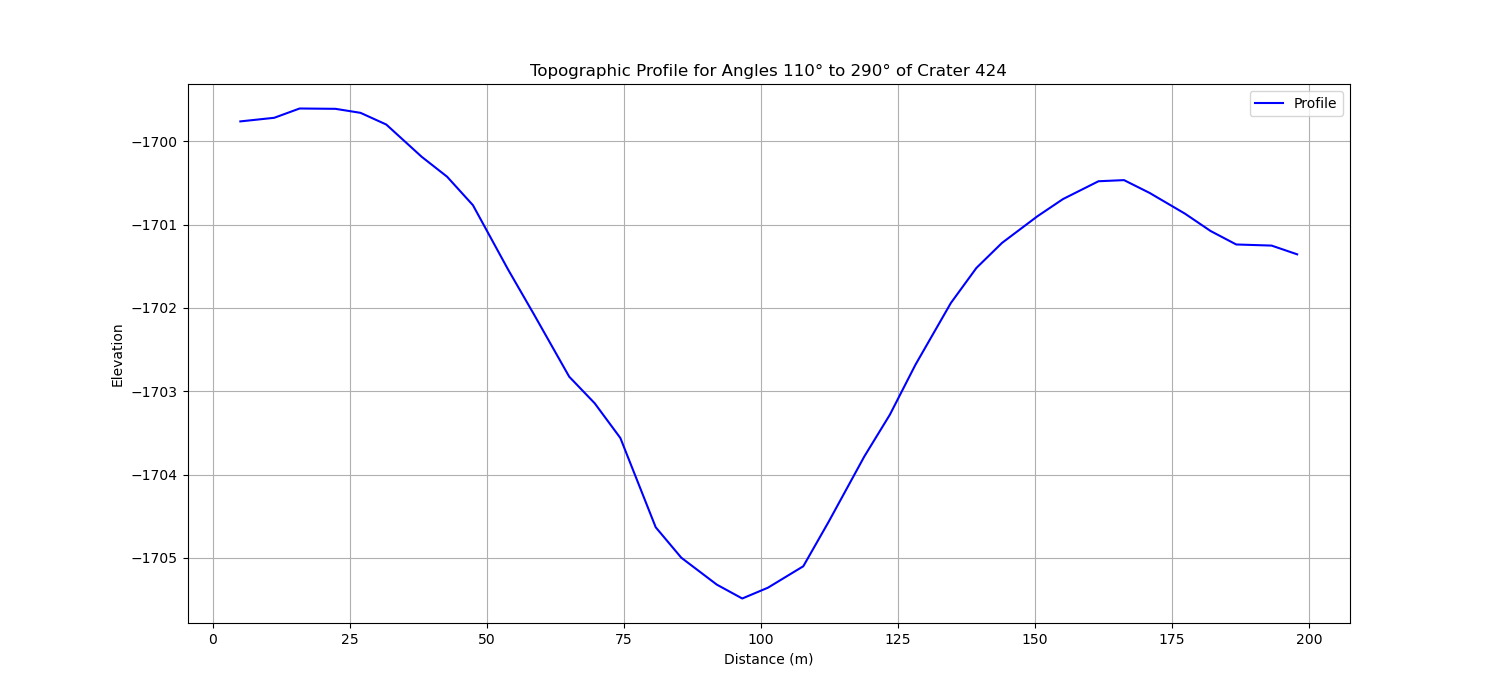 Topographic Profile for Angles 110° to 290° of Crater 424
Profile
−1700
−1701
−1702
−1703
−1704
−1705
Elevation
0 25 50 75 100 125 150 175 200
Distance (m)